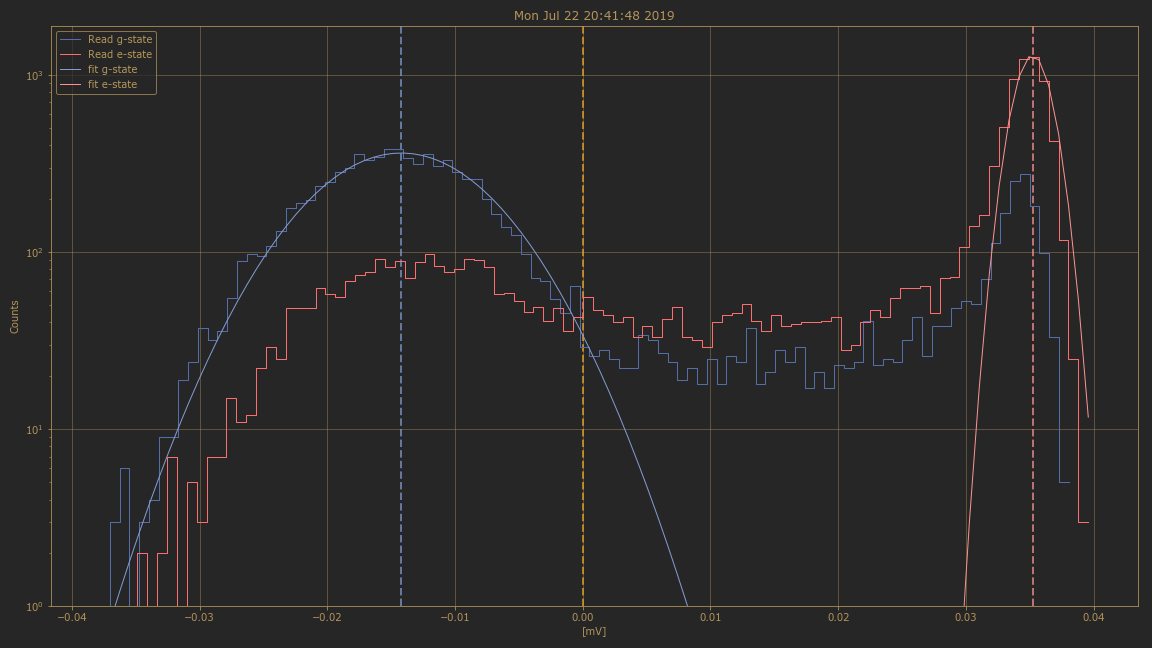 Mon Jul 22 20:41:48 2019
Read g-state
Read e-state
fit g-state
fit e-state
10³
10²
10¹
10⁰
Counts
−0.04 −0.03 −0.02 −0.01 0.00 0.01 0.02 0.03 0.04
[mV]